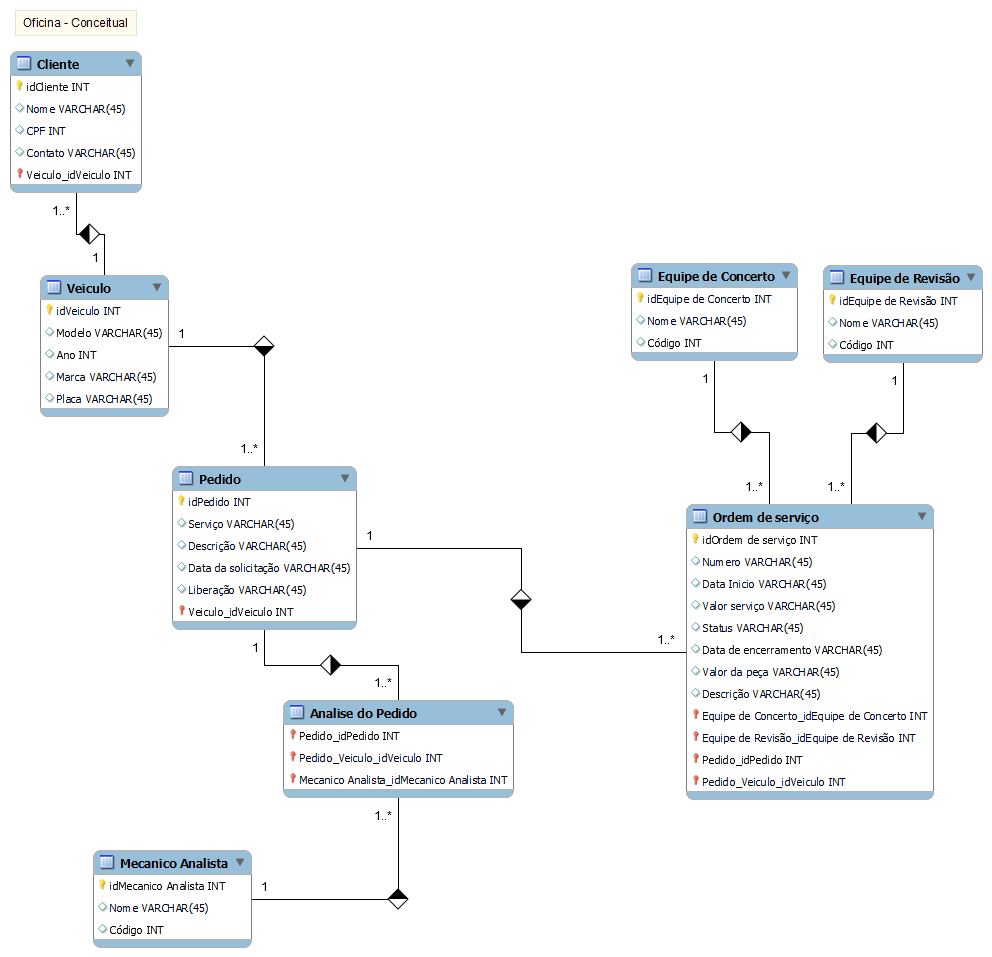 Oficina - Conceitual
Cliente
idCliente INT
Nome VARCHAR(45)
CPF INT
Contato VARCHAR(45)
Veiculo_idVeiculo INT
1..*
1
Veiculo
idVeiculo INT
Modelo VARCHAR(45)
Ano INT
Marca VARCHAR(45)
Placa VARCHAR(45)
1
1..*
Equipe de Concerto
idEquipe de Concerto INT
Nome VARCHAR(45)
Código INT
1
1..*
Equipe de Revisão
idEquipe de Revisão INT
Nome VARCHAR(45)
Código INT
1
1..*
Pedido
idPedido INT
Serviço VARCHAR(45)
Descrição VARCHAR(45)
Data da solicitação VARCHAR(45)
Liberação VARCHAR(45)
Veiculo_idVeiculo INT
1
1..*
Ordem de serviço
idOrdem de serviço INT
Numero VARCHAR(45)
Data Inicio VARCHAR(45)
Valor serviço VARCHAR(45)
Status VARCHAR(45)
Data de encerramento VARCHAR(45)
Valor da peça VARCHAR(45)
Descrição VARCHAR(45)
Equipe de Concerto_idEquipe de Concerto INT
Equipe de Revisão_idEquipe de Revisão INT
Pedido_idPedido INT
Pedido_Veiculo_idVeiculo INT
1
1..*
Analise do Pedido
Pedido_idPedido INT
Pedido_Veiculo_idVeiculo INT
Mecanico Analista_idMecanico Analista INT
1..*
1
Mecanico Analista
idMecanico Analista INT
Nome VARCHAR(45)
Código INT